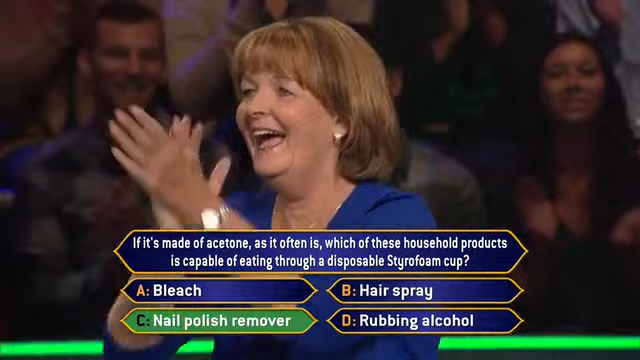 If it's made of acetone, as it often is, which of these household products
is capable of eating through a disposable Styrofoam cup?
A: Bleach
B: Hair spray
C: Nail polish remover
D: Rubbing alcohol